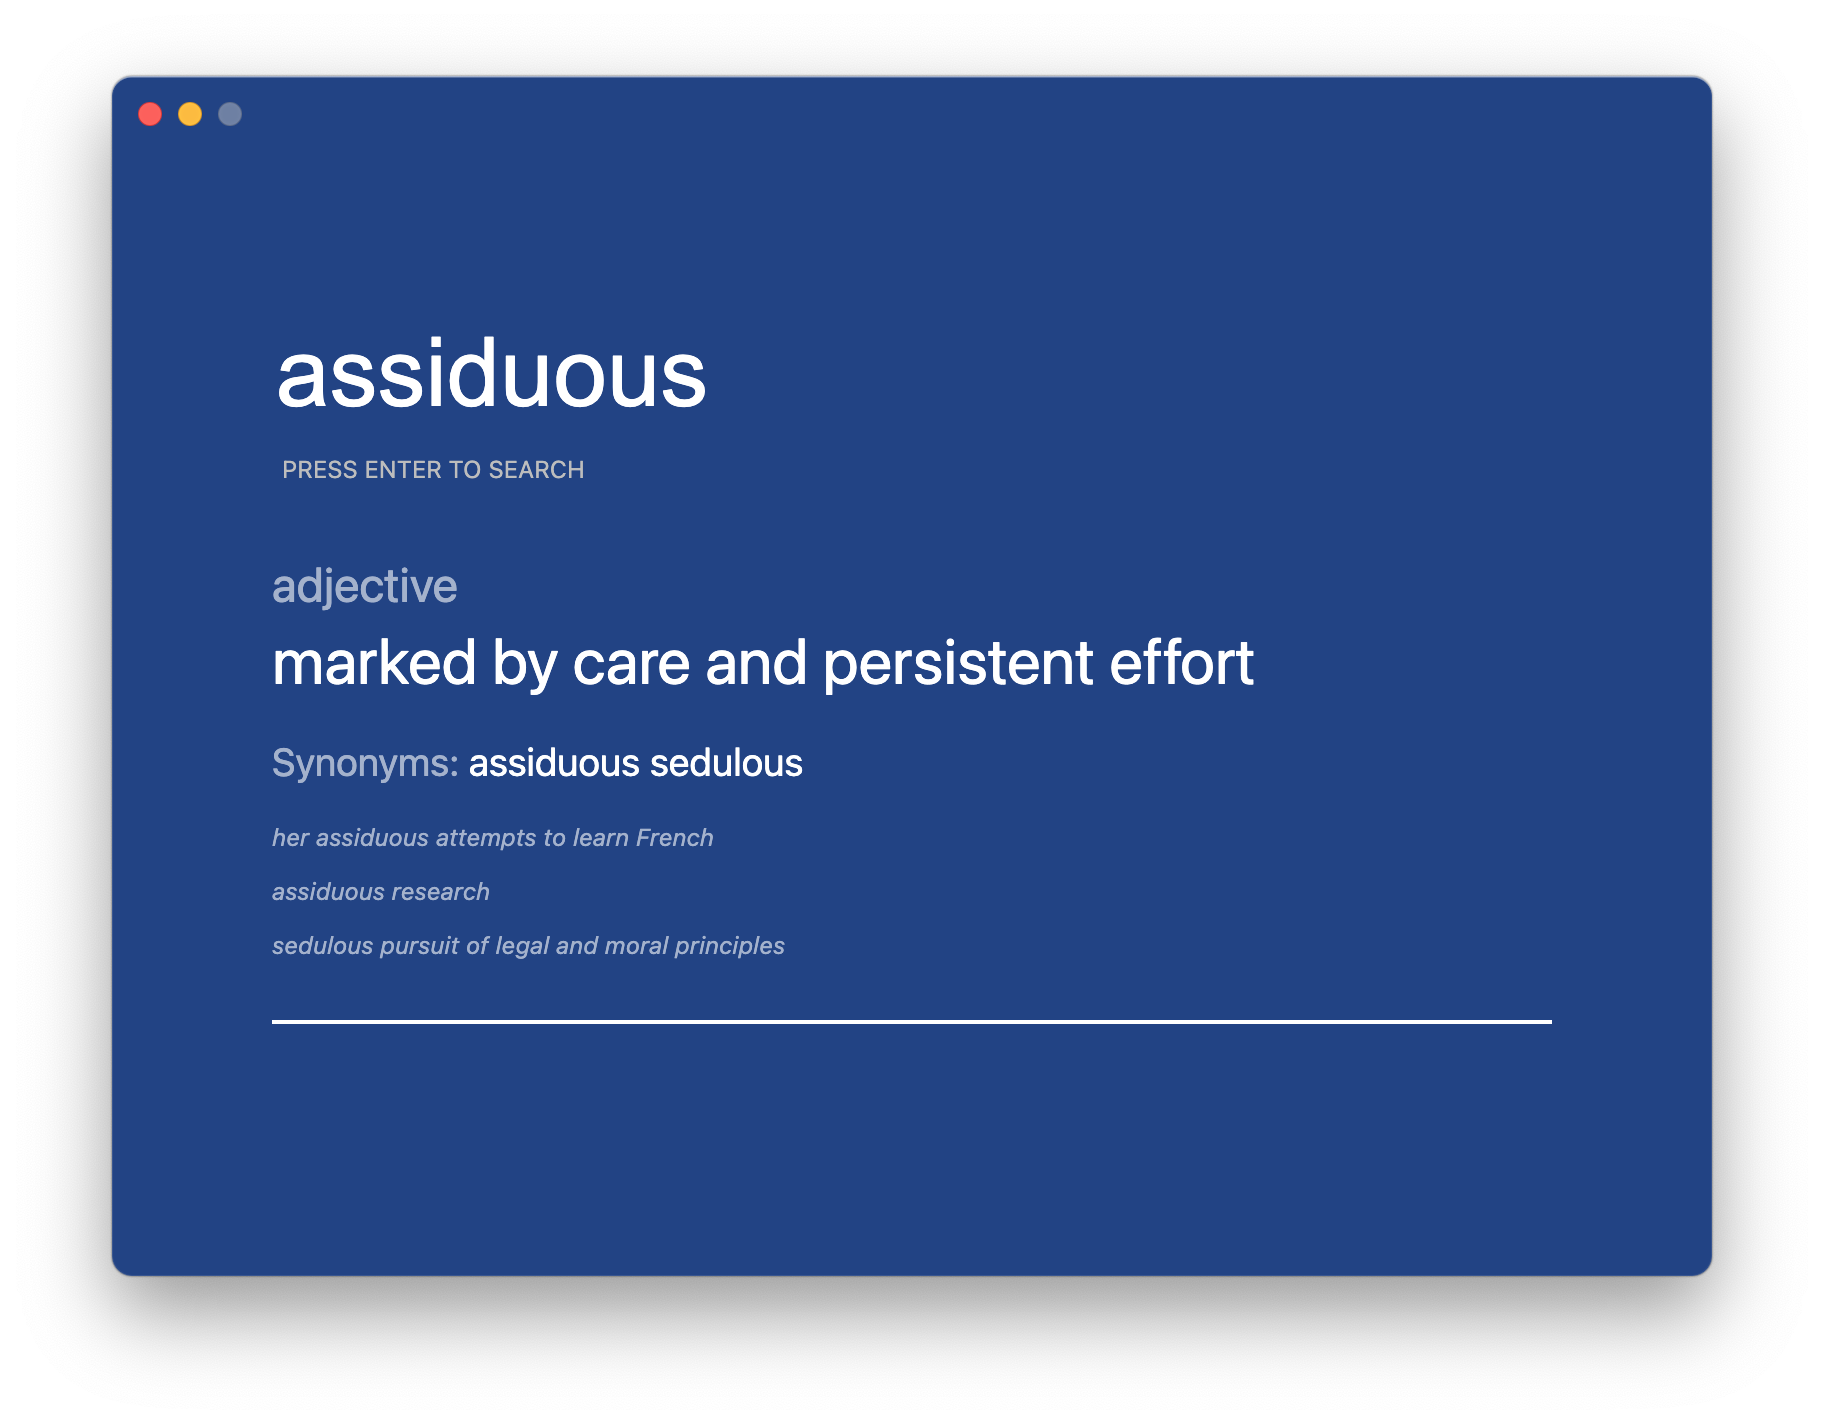 assiduous
PRESS ENTER TO SEARCH
adjective
marked by care and persistent effort
Synonyms: assiduous sedulous
her assiduous attempts to learn French
assiduous research
sedulous pursuit of legal and moral principles